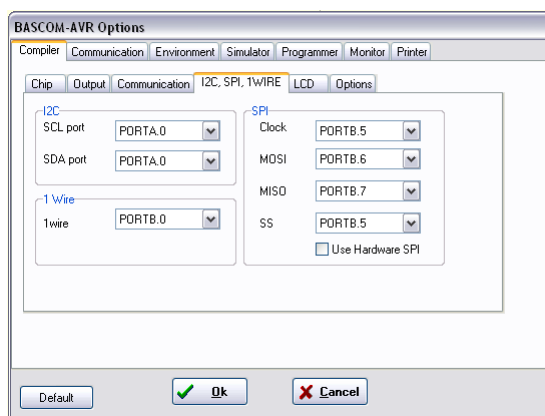 BASCOM-AVR Options
Compiler Communication Environment Simulator Programmer Monitor Printer
Chip Output Communication I2C, SPI, 1WIRE LCD Options
I2C
SCL port PORTA.0
SDA port PORTA.0
1 Wire
1wire PORTB.0
SPI
Clock PORTB.5
MOSI PORTB.6
MISO PORTB.7
SS PORTB.5
Use Hardware SPI
Default Ok Cancel